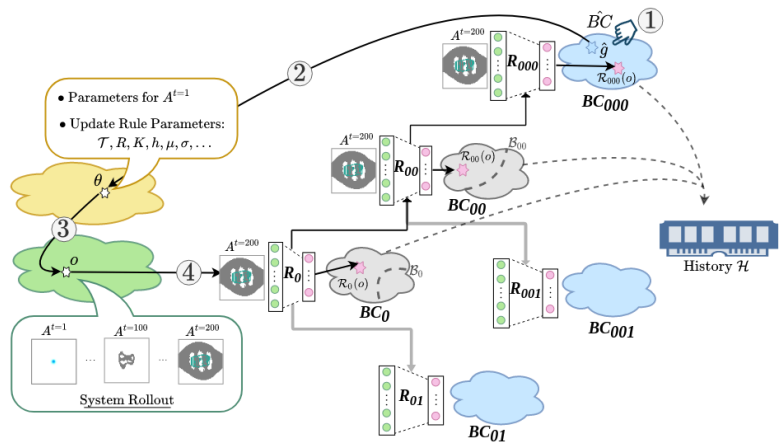 B̂C
1
A^{t=200}
R_{000}
ĝ
R_{000}(o)
BC_{000}
2
• Parameters for A^{t=1}
• Update Rule Parameters:
𝒯, R, K, h, μ, σ, …
A^{t=200}
R_{00}
R_{00}(o)
B_{00}
BC_{00}
θ
3
o
4
A^{t=200}
R_0
R_0(o)
B_0
BC_0
R_{001}
BC_{001}
History ℋ
A^{t=1}
A^{t=100}
A^{t=200}
...
...
System Rollout
R_{01}
BC_{01}